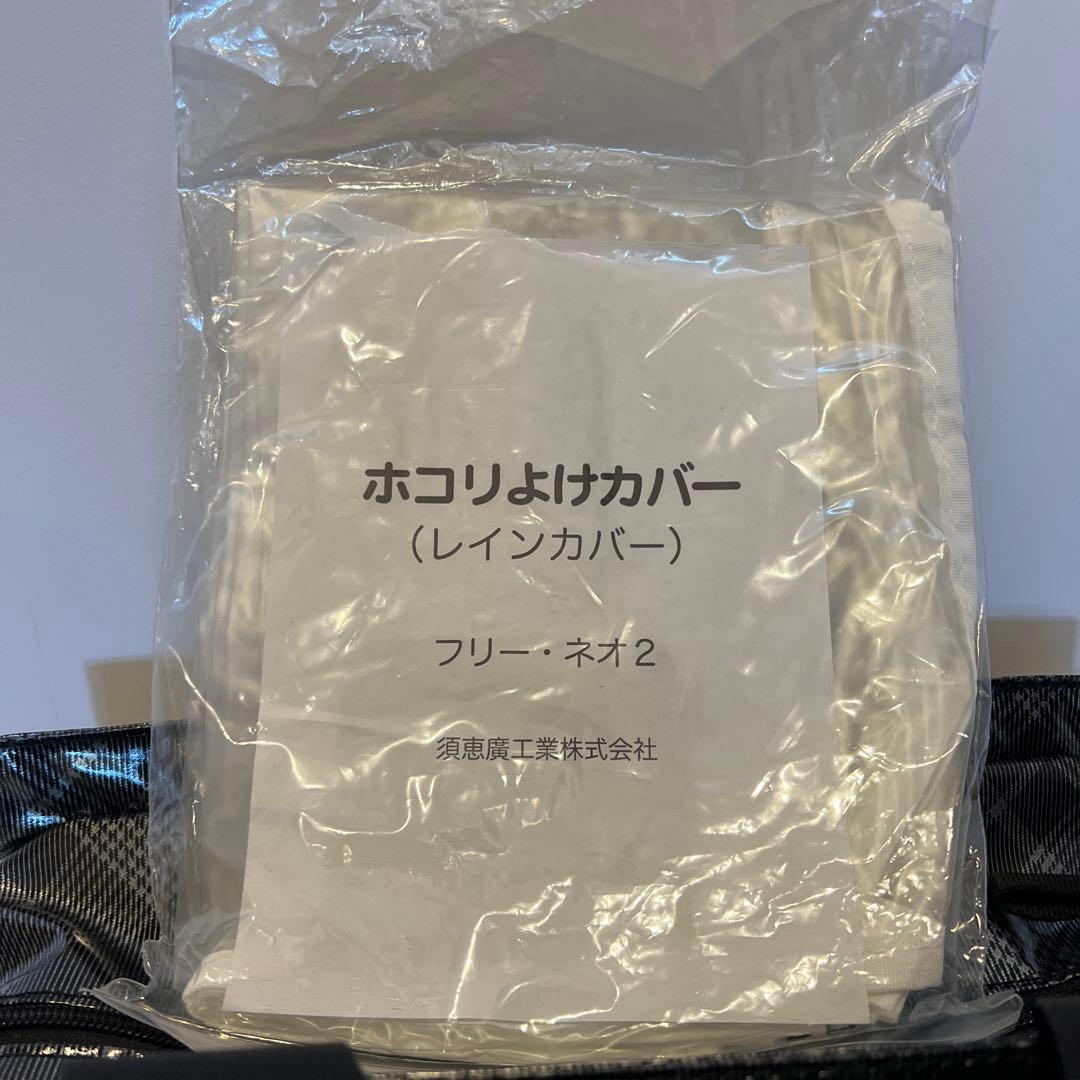 ホコリよけカバー
(レインカバー)
フリー・ネオ2
須恵廣工業株式会社